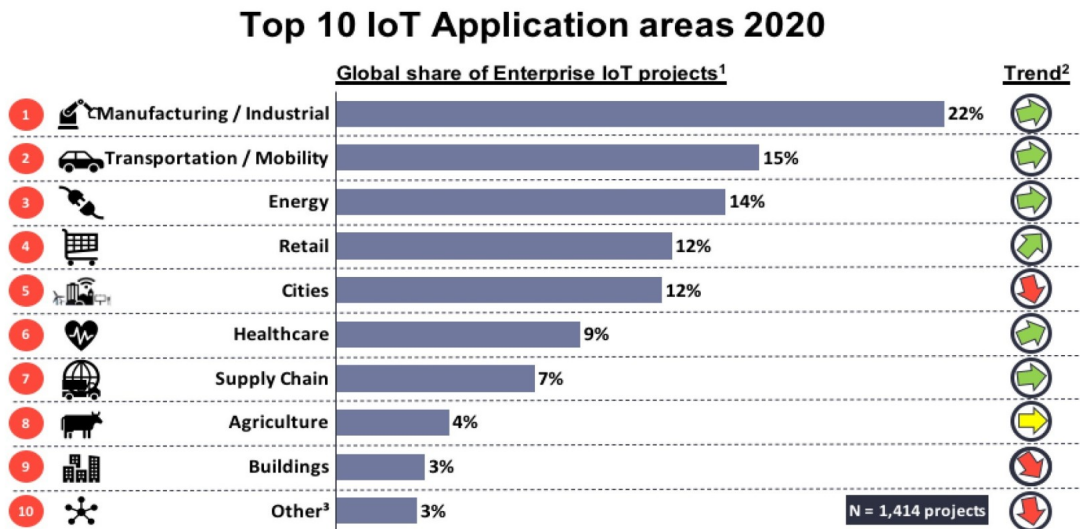 Top 10 IoT Application areas 2020
Global share of Enterprise IoT projects¹ Trend²
1 Manufacturing / Industrial 22%
2 Transportation / Mobility 15%
3 Energy 14%
4 Retail 12%
5 Cities 12%
6 Healthcare 9%
7 Supply Chain 7%
8 Agriculture 4%
9 Buildings 3%
10 Other³ 3%
N = 1,414 projects